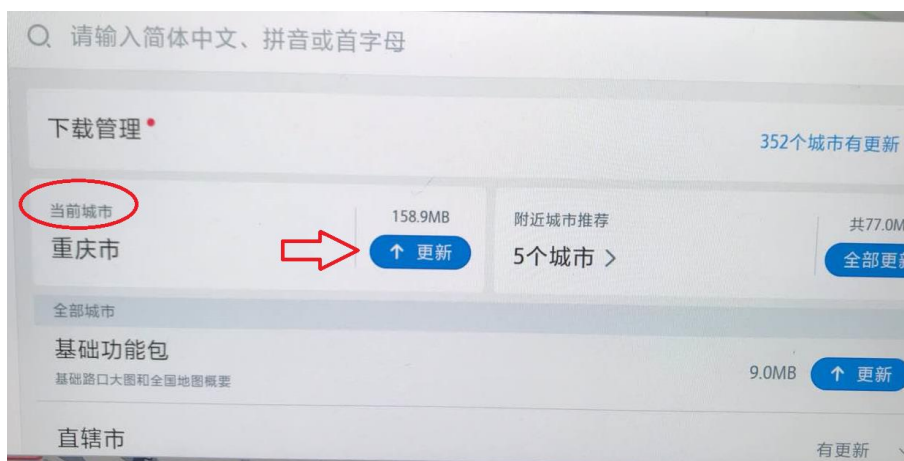 请输入简体中文、拼音或首字母
下载管理
352个城市有更新
当前城市
重庆市
158.9MB
更新
附近城市推荐
5个城市
共77.0M
全部更新
全部城市
基础功能包
基础路口大图和全国地图概要
9.0MB
更新
直辖市
有更新